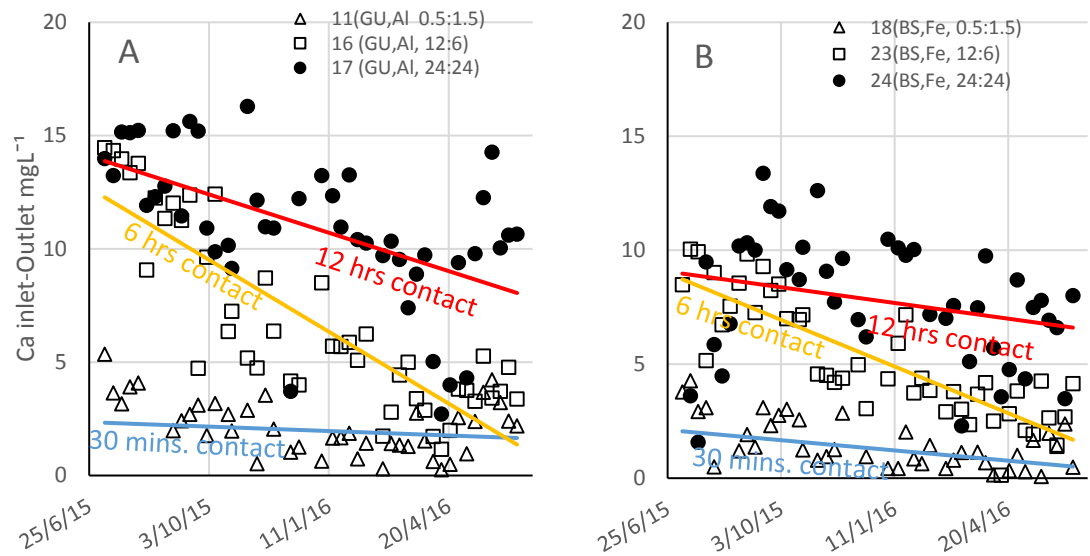 A
11(GU,Al 0.5:1.5)
16 (GU,Al, 12:6)
17 (GU,Al, 24:24)
Ca inlet-Outlet mgL⁻¹
20
15
10
5
0
6 hrs contact
12 hrs contact
30 mins. contact
25/6/15
3/10/15
11/1/16
20/4/16
B
18(BS,Fe, 0.5:1.5)
23(BS,Fe, 12:6)
24(BS,Fe, 24:24)
20
15
10
5
0
6 hrs contact
12 hrs contact
30 mins. contact
25/6/15
3/10/15
11/1/16
20/4/16